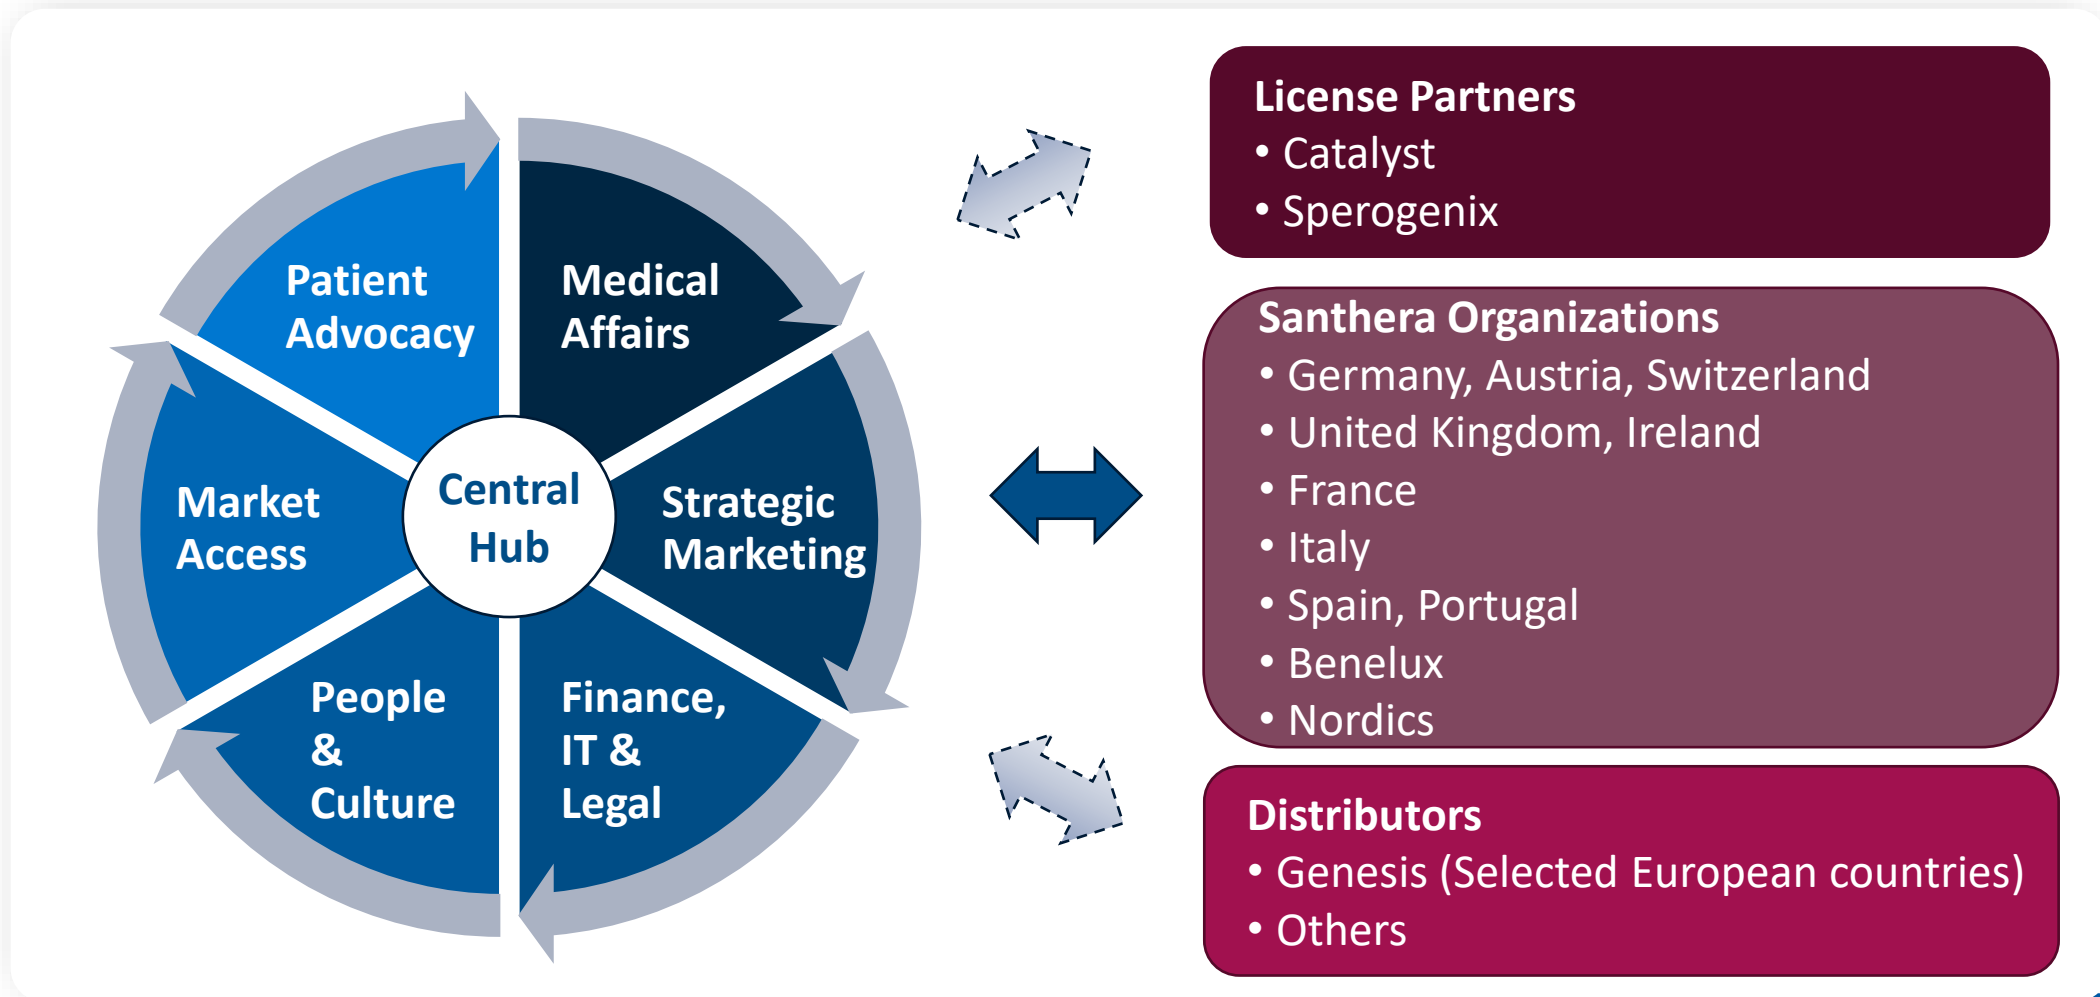 Patient
Advocacy
Medical
Affairs
Market
Access
Central
Hub
Strategic
Marketing
People
&
Culture
Finance,
IT &
Legal
License Partners
• Catalyst
• Sperogenix
Santhera Organizations
• Germany, Austria, Switzerland
• United Kingdom, Ireland
• France
• Italy
• Spain, Portugal
• Benelux
• Nordics
Distributors
• Genesis (Selected European countries)
• Others